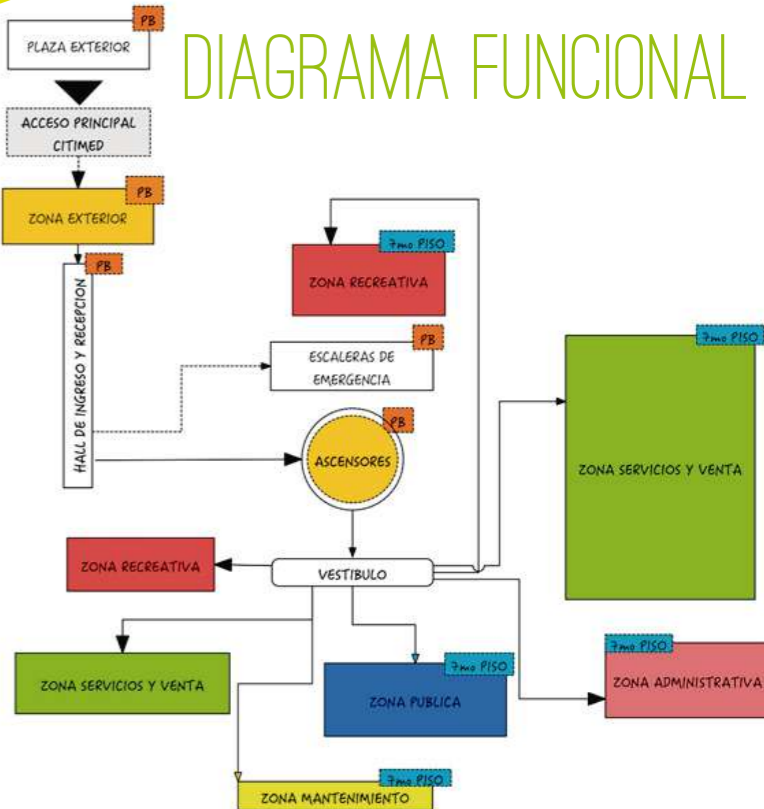 DIAGRAMA FUNCIONAL
PB
PLAZA EXTERIOR
ACCESO PRINCIPAL
CITIMED
PB
ZONA EXTERIOR
PB
HALL DE INGRESO Y RECEPCION
7mo PISO
ZONA RECREATIVA
PB
ESCALERAS DE
EMERGENCIA
7mo PISO
ZONA SERVICIOS Y VENTA
PB
ASCENSORES
ZONA RECREATIVA
VESTIBULO
ZONA SERVICIOS Y VENTA
7mo PISO
ZONA PUBLICA
7mo PISO
ZONA ADMINISTRATIVA
7mo PISO
ZONA MANTENIMIENTO